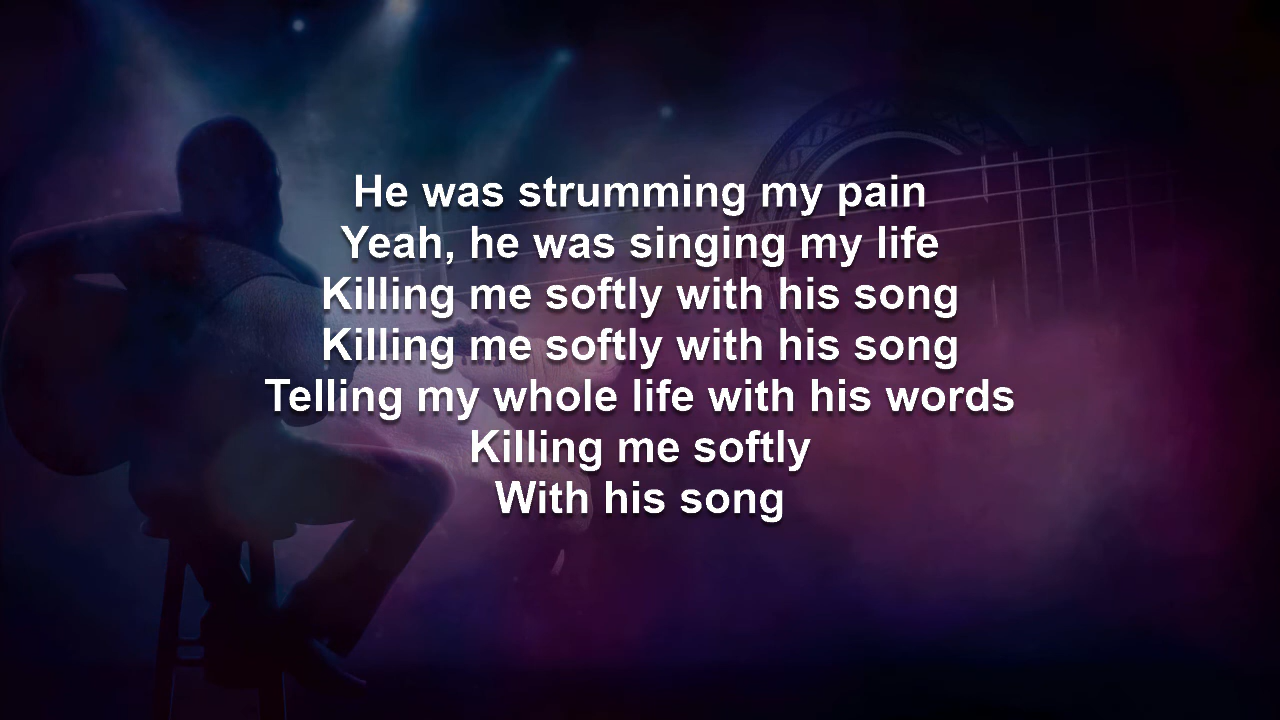 He was strumming my pain
Yeah, he was singing my life
Killing me softly with his song
Killing me softly with his song
Telling my whole life with his words
Killing me softly
With his song